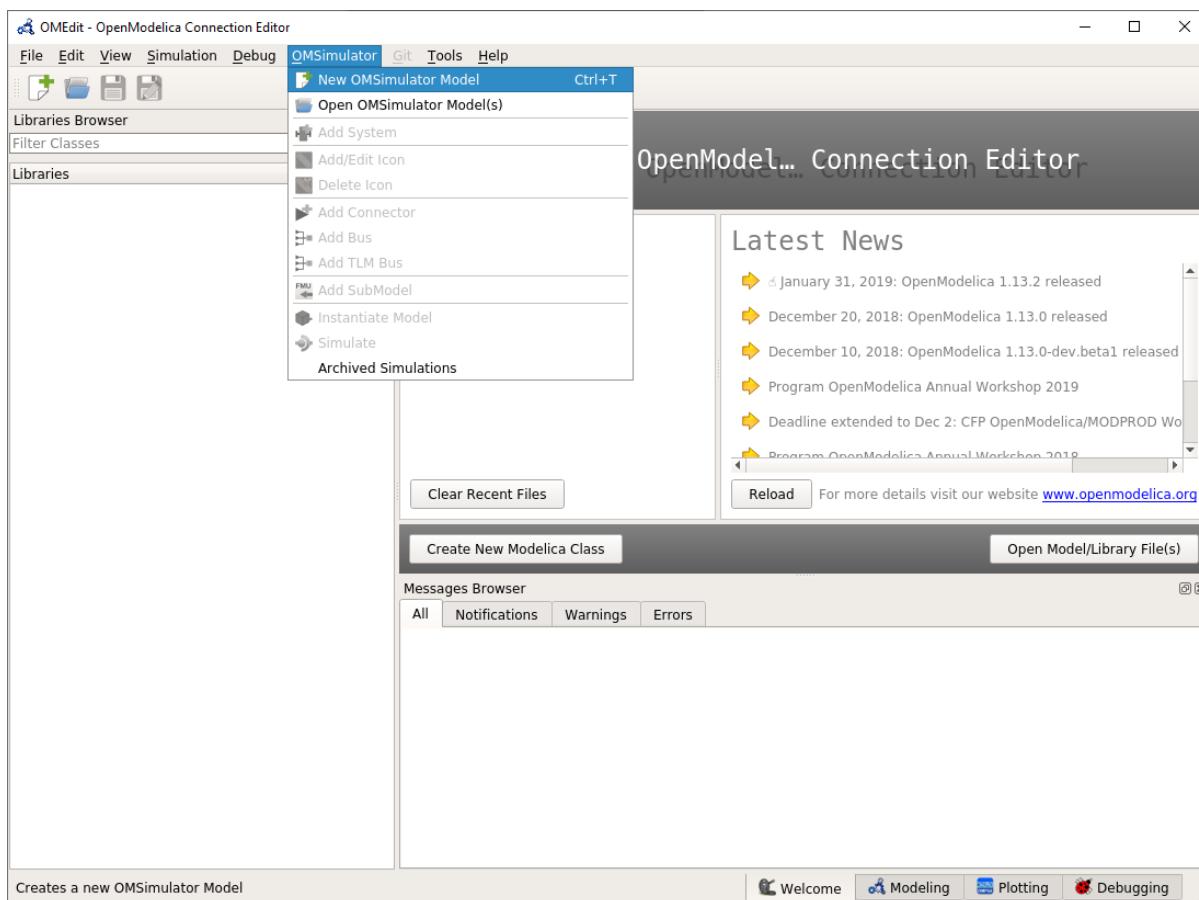 OMEdit - OpenModelica Connection Editor
File Edit View Simulation Debug OMSimulator Git Tools Help
New OMSimulator Model Ctrl+T
Open OMSimulator Model(s)
Add System
Add/Edit Icon
Delete Icon
Add Connector
Add Bus
Add TLM Bus
FMU Add SubModel
Instantiate Model
Simulate
Archived Simulations
Libraries Browser
Filter Classes
Libraries
OpenModel… Connection Editor
Latest News
January 31, 2019: OpenModelica 1.13.2 released
December 20, 2018: OpenModelica 1.13.0 released
December 10, 2018: OpenModelica 1.13.0-dev.beta1 released
Program OpenModelica Annual Workshop 2019
Deadline extended to Dec 2: CFP OpenModelica/MODPROD Wo
Program OpenModelica Annual Workshop 2018
Clear Recent Files
Reload For more details visit our website www.openmodelica.org
Create New Modelica Class Open Model/Library File(s)
Messages Browser
All Notifications Warnings Errors
Creates a new OMSimulator Model
Welcome Modeling Plotting Debugging